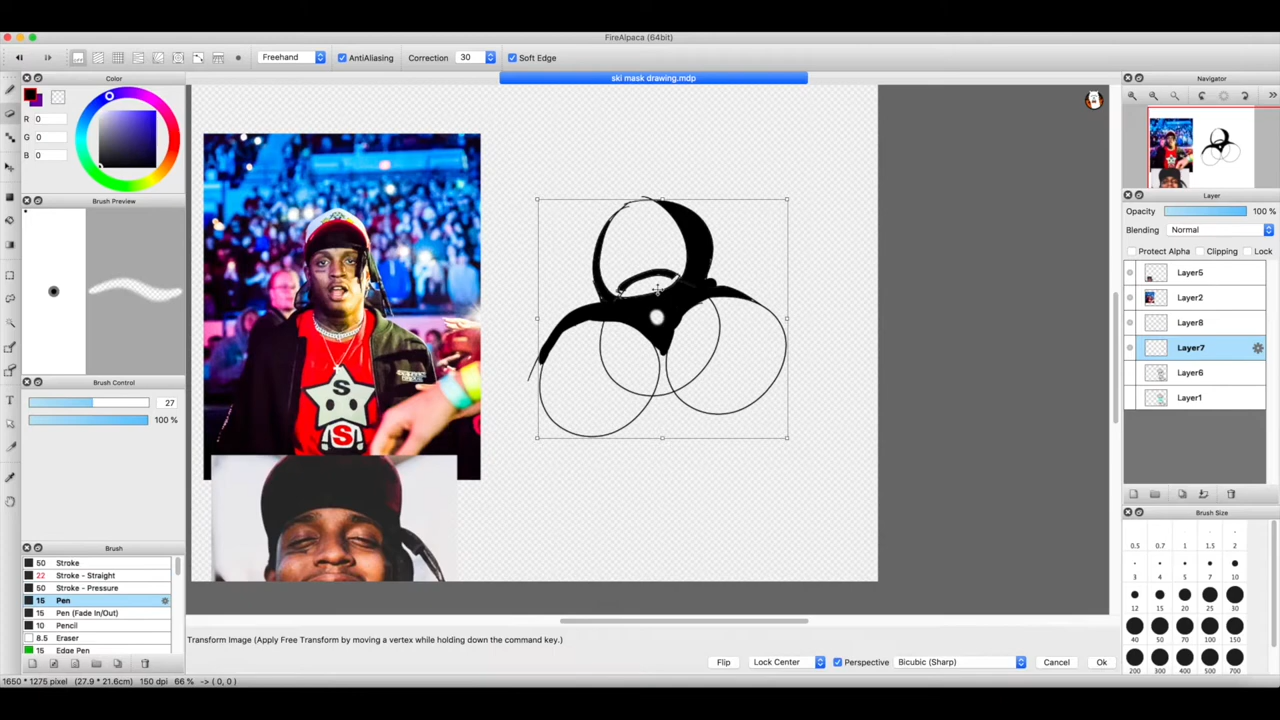 FireAlpaca (64bit)
Freehand AntiAliasing Correction 30 Soft Edge
Color ski mask drawing.mdp Navigator
R 0
G 0
B 0
Brush Preview Layer
Opacity 100 %
Blending Normal
Protect Alpha Clipping Lock
Layer5
Layer2
Layer8
Layer7
Layer6
Layer1
Brush Control
27
100 %
S
S
Brush Size
0.5 0.7 1 1.5 2
3 4 5 7 10
12 15 20 25 30
40 50 70 100 150
200 300 400 500 700
Brush
50 Stroke
22 Stroke - Straight
50 Stroke - Pressure
15 Pen
15 Pen (Fade In/Out)
10 Pencil
8.5 Eraser
15 Edge Pen
Transform Image (Apply Free Transform by moving a vertex while holding down the command key.)
Flip Lock Center Perspective Bicubic (Sharp) Cancel Ok
1650 * 1275 pixel (27.9 * 21.6cm) 150 dpi 66 % -> ( 0, 0 )